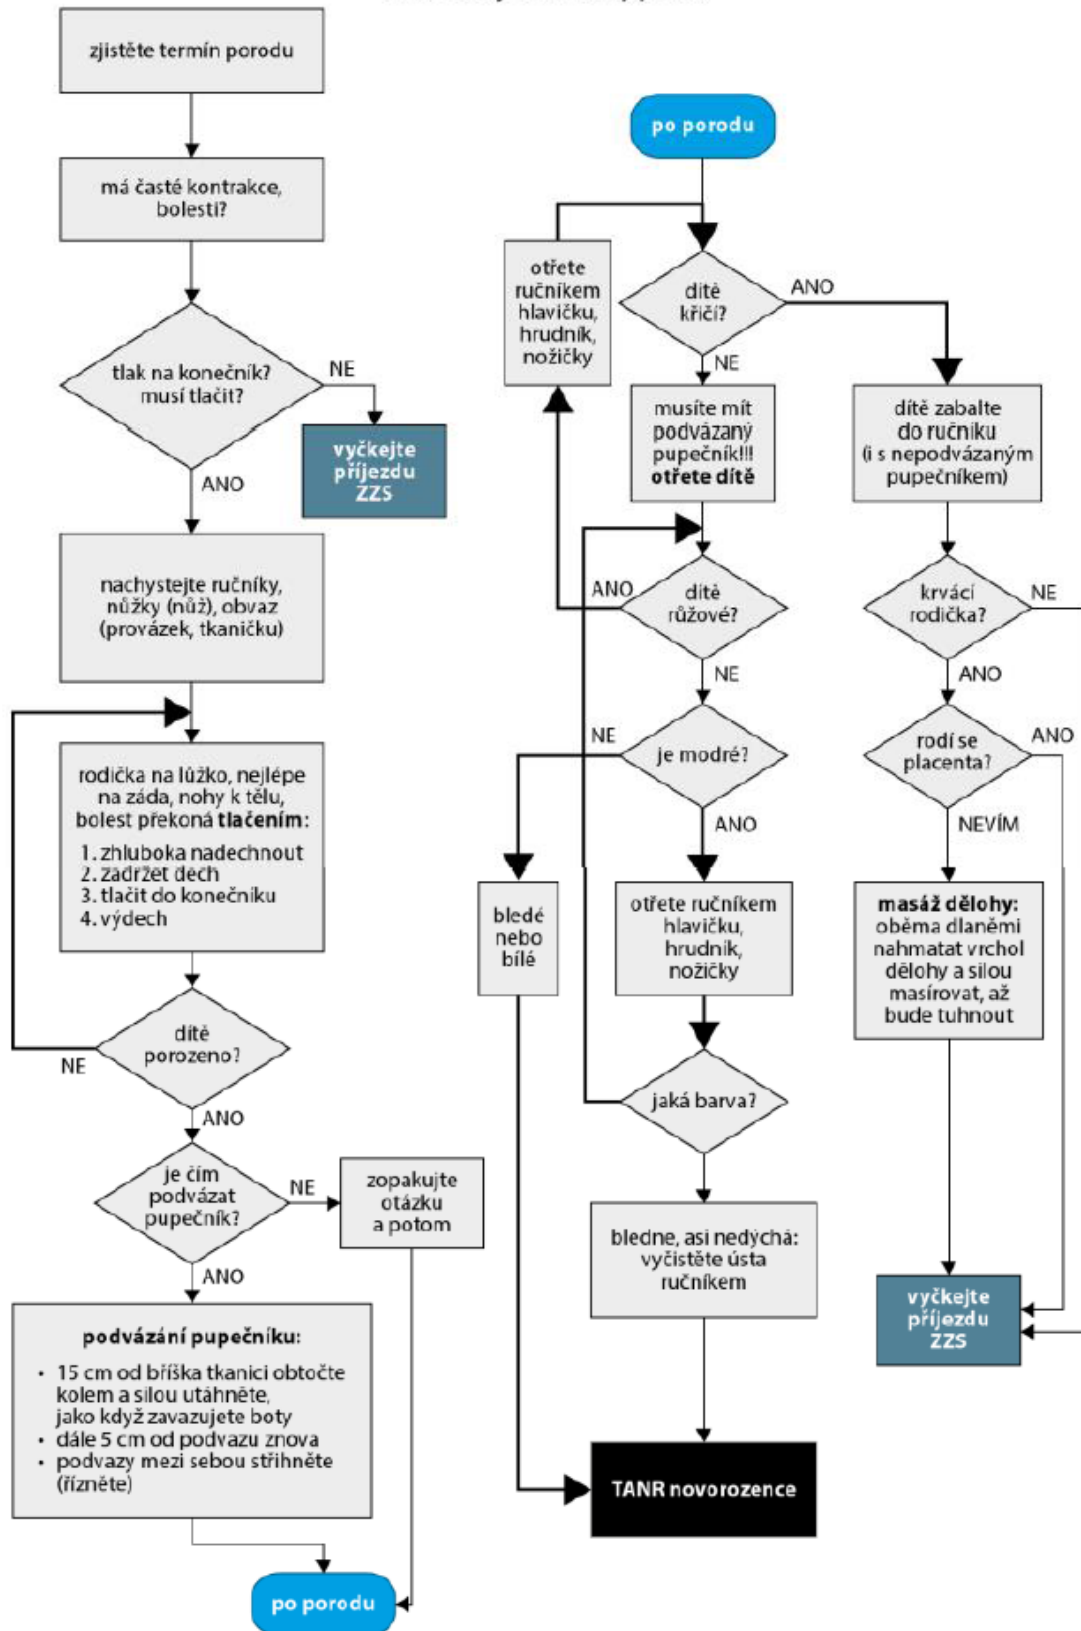 zjistěte termín porodu
má časté kontrakce,
bolesti?
tlak na konečník?
musí tlačit?
NE
vyčkejte
příjezdu
ZZS
ANO
nachystejte ručníky,
nůžky (nůž), obvaz
(provázek, tkaničku)
rodička na lůžko, nejlépe
na záda, nohy k tělu,
bolest překoná tlačením:
1. zhluboka nadechnout
2. zadržet dech
3. tlačit do konečníku
4. výdech
dítě
porozeno?
NE
ANO
je čím
podvázat
pupečník?
NE
zopakujte
otázku
a potom
ANO
podvázání pupečníku:
• 15 cm od bříška tkanici obtočte
kolem a silou utáhněte,
jako když zavazujete boty
• dále 5 cm od podvazu znova
• podvazy mezi sebou střihněte
(řízněte)
po porodu
po porodu
otřete
ručníkem
hlavičku,
hrudník,
nožičky
dítě
křičí?
ANO
NE
musíte mít
podvázaný
pupečník!!!
otřete dítě
dítě zabalte
do ručníku
(i s nepodvázaným
pupečníkem)
ANO
dítě
růžové?
NE
krvácí
rodička?
NE
ANO
NE
je modré?
ANO
rodí se
placenta?
ANO
NEVÍM
bledé
nebo
bílé
otřete ručníkem
hlavičku,
hrudník,
nožičky
masáž dělohy:
oběma dlaněmi
nahmatat vrchol
dělohy a silou
masírovat, až
bude tuhnout
jaká barva?
bledne, asi nedýchá:
vyčistěte ústa
ručníkem
vyčkejte
příjezdu
ZZS
TANR novorozence